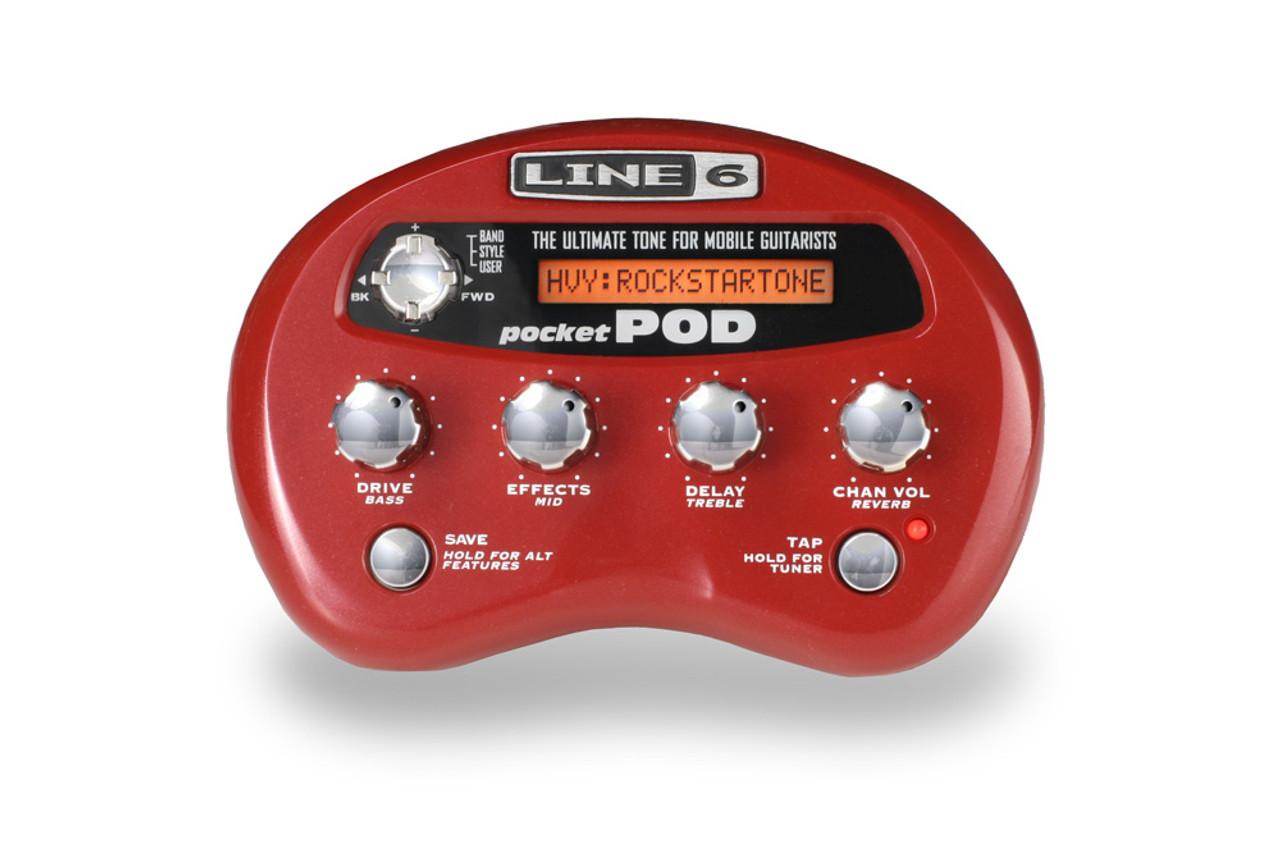 LINE 6
+
BAND
STYLE
USER
THE ULTIMATE TONE FOR MOBILE GUITARISTS
HVY:ROCKSTARTONE
BK
FWD
−
pocket POD
DRIVE
BASS
EFFECTS
MID
DELAY
TREBLE
CHAN VOL
REVERB
SAVE
HOLD FOR ALT
FEATURES
TAP
HOLD FOR
TUNER